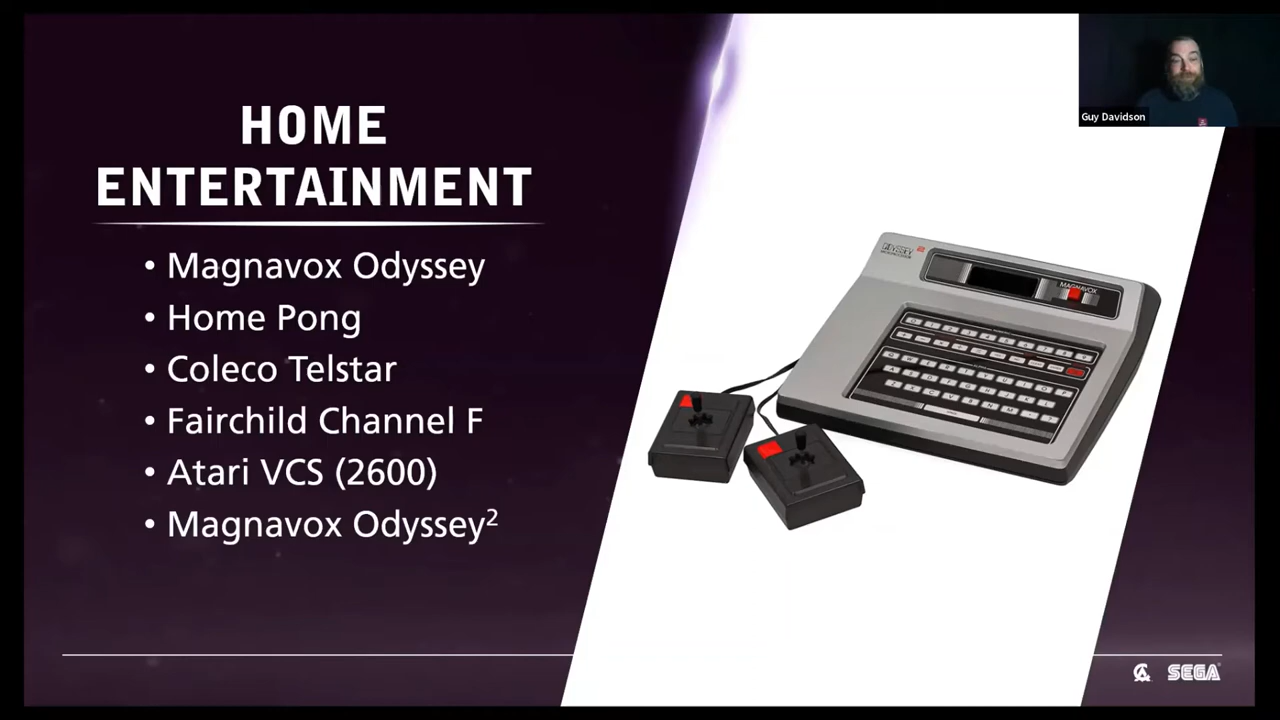 HOME
ENTERTAINMENT
• Magnavox Odyssey
• Home Pong
• Coleco Telstar
• Fairchild Channel F
• Atari VCS (2600)
• Magnavox Odyssey²
Guy Davidson
ODYSSEY
MAGNAVOX
SEGA